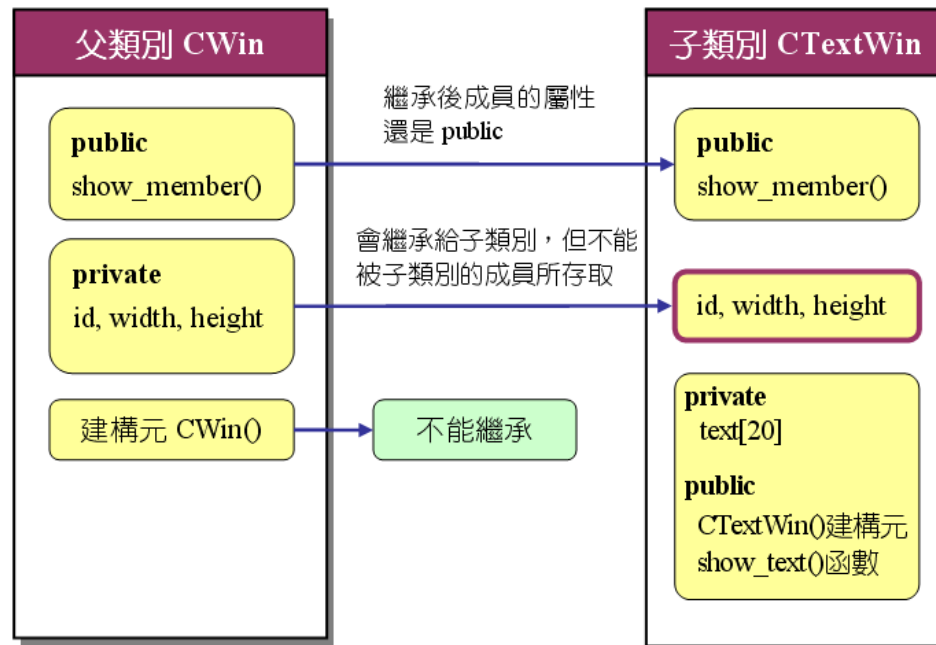 父類別 CWin
public
show_member()
private
id, width, height
建構元 CWin()
繼承後成員的屬性
還是 public
會繼承給子類別，但不能
被子類別的成員所存取
不能繼承
子類別 CTextWin
public
show_member()
id, width, height
private
text[20]
public
CTextWin()建構元
show_text()函數